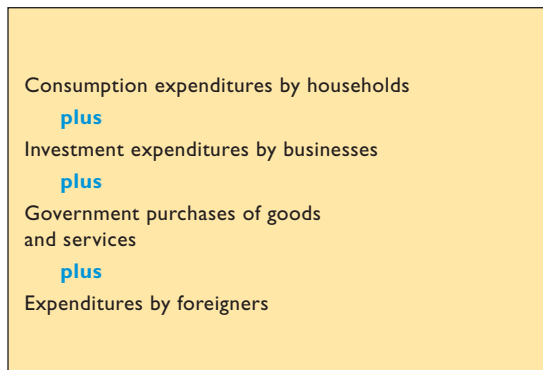 Consumption expenditures by households
plus
Investment expenditures by businesses
plus
Government purchases of goods
and services
plus
Expenditures by foreigners